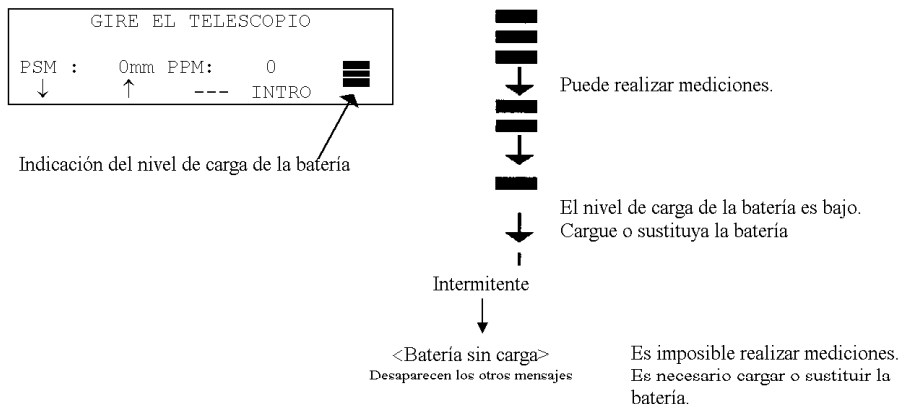 GIRE EL TELESCOPIO
PSM : 0mm PPM: 0
↓ ↑ --- INTRO
Indicación del nivel de carga de la batería
Puede realizar mediciones.
El nivel de carga de la batería es bajo.
Cargue o sustituya la batería
Intermitente
<Batería sin carga>
Desaparecen los otros mensajes
Es imposible realizar mediciones.
Es necesario cargar o sustituir la
batería.